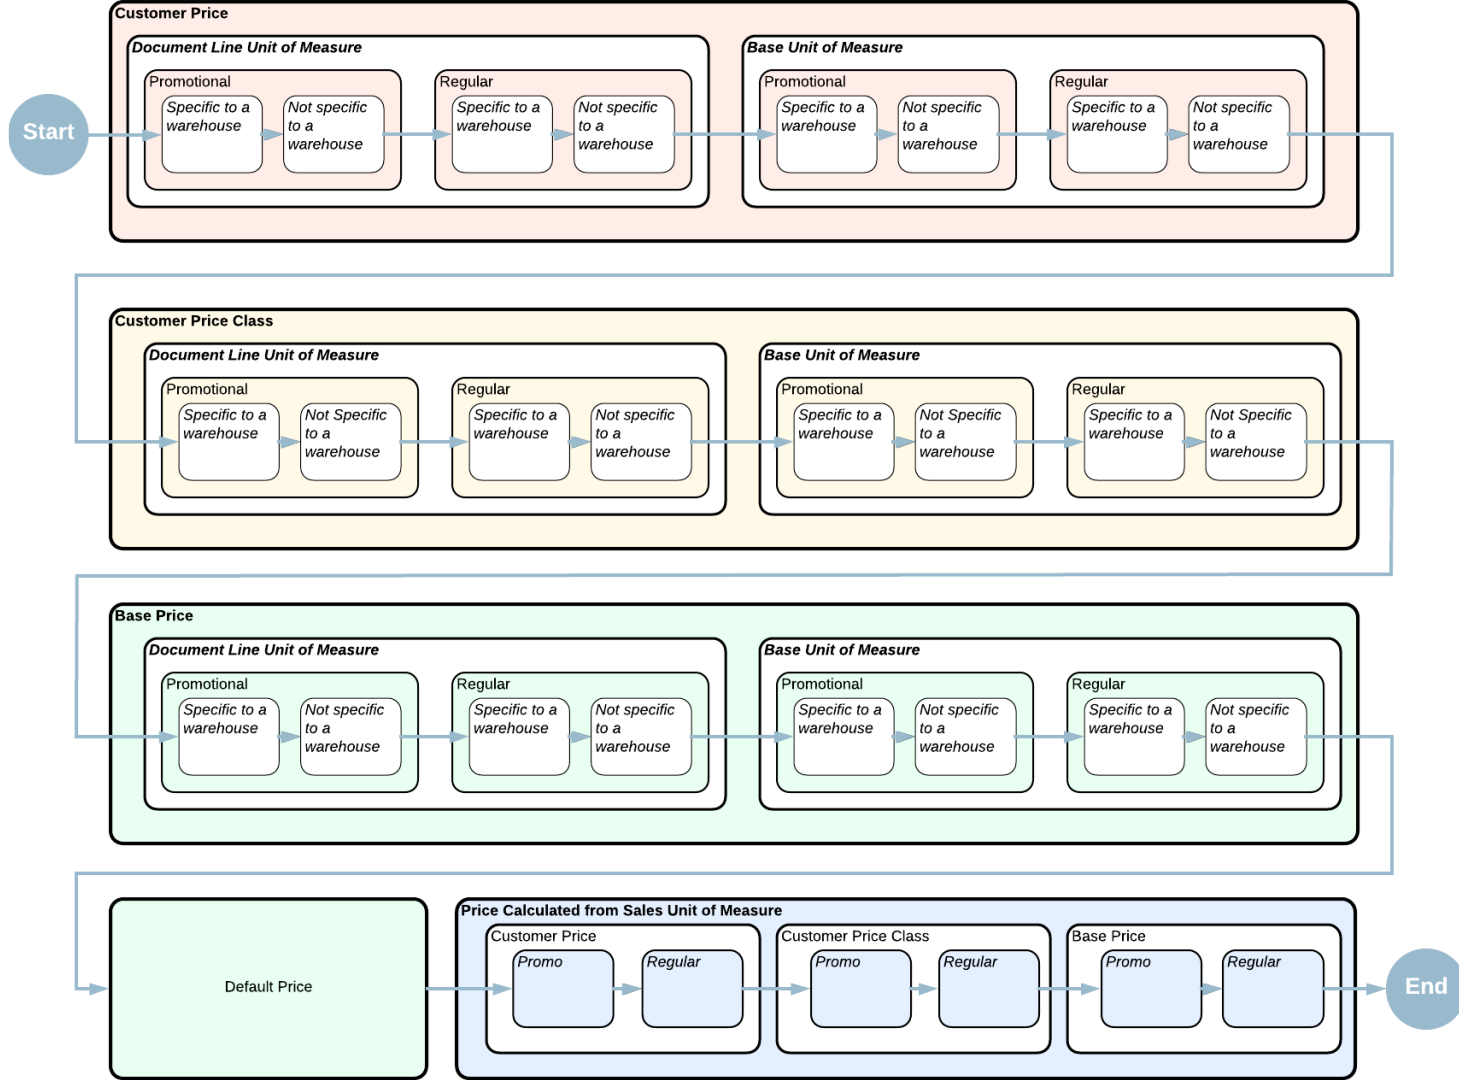 Customer Price
Document Line Unit of Measure
Base Unit of Measure
Promotional
Regular
Promotional
Regular
Start
Specific to a
warehouse
Not specific
to a
warehouse
Specific to a
warehouse
Not specific
to a
warehouse
Specific to a
warehouse
Not specific
to a
warehouse
Specific to a
warehouse
Not specific
to a
warehouse
Customer Price Class
Document Line Unit of Measure
Base Unit of Measure
Promotional
Regular
Promotional
Regular
Specific to a
warehouse
Not Specific
to a
warehouse
Specific to a
warehouse
Not specific
to a
warehouse
Specific to a
warehouse
Not Specific
to a
warehouse
Specific to a
warehouse
Not Specific
to a
warehouse
Base Price
Document Line Unit of Measure
Base Unit of Measure
Promotional
Regular
Promotional
Regular
Specific to a
warehouse
Not specific
to a
warehouse
Specific to a
warehouse
Not specific
to a
warehouse
Specific to a
warehouse
Not specific
to a
warehouse
Specific to a
warehouse
Not specific
to a
warehouse
Default Price
Price Calculated from Sales Unit of Measure
Customer Price
Promo
Regular
Customer Price Class
Promo
Regular
Base Price
Promo
Regular
End